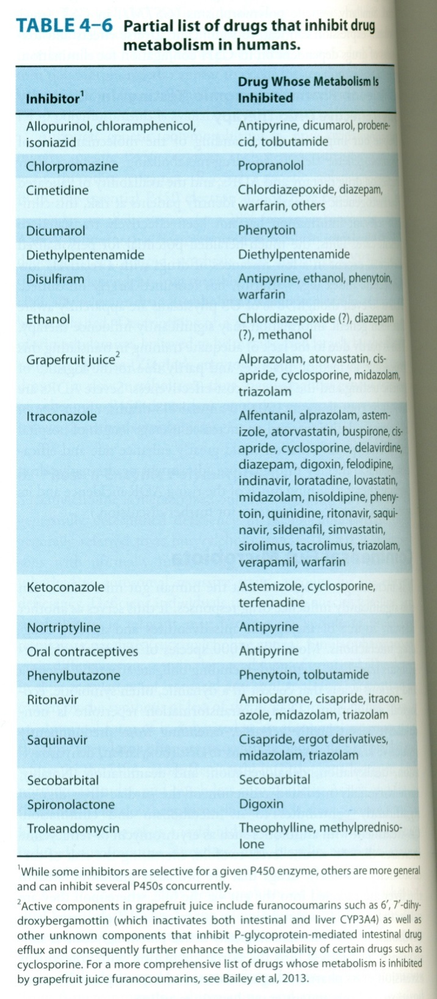 TABLE 4–6 Partial list of drugs that inhibit drug
metabolism in humans.
Inhibitor¹
Drug Whose Metabolism Is
Inhibited
Allopurinol, chloramphenicol,
isoniazid
Antipyrine, dicumarol, probene-
cid, tolbutamide
Chlorpromazine
Propranolol
Cimetidine
Chlordiazepoxide, diazepam,
warfarin, others
Dicumarol
Phenytoin
Diethylpentenamide
Diethylpentenamide
Disulfiram
Antipyrine, ethanol, phenytoin,
warfarin
Ethanol
Chlordiazepoxide (?), diazepam
(?), methanol
Grapefruit juice²
Alprazolam, atorvastatin, cis-
apride, cyclosporine, midazolam,
triazolam
Itraconazole
Alfentanil, alprazolam, astem-
izole, atorvastatin, buspirone, cis-
apride, cyclosporine, delavirdine,
diazepam, digoxin, felodipine,
indinavir, loratadine, lovastatin,
midazolam, nisoldipine, pheny-
toin, quinidine, ritonavir, saqui-
navir, sildenafil, simvastatin,
sirolimus, tacrolimus, triazolam,
verapamil, warfarin
Ketoconazole
Astemizole, cyclosporine,
terfenadine
Nortriptyline
Antipyrine
Oral contraceptives
Antipyrine
Phenylbutazone
Phenytoin, tolbutamide
Ritonavir
Amiodarone, cisapride, itracon-
azole, midazolam, triazolam
Saquinavir
Cisapride, ergot derivatives,
midazolam, triazolam
Secobarbital
Secobarbital
Spironolactone
Digoxin
Troleandomycin
Theophylline, methylpredniso-
lone
¹While some inhibitors are selective for a given P450 enzyme, others are more general
and can inhibit several P450s concurrently.
²Active components in grapefruit juice include furanocoumarins such as 6′, 7′-dihy-
droxybergamottin (which inactivates both intestinal and liver CYP3A4) as well as
other unknown components that inhibit P-glycoprotein-mediated intestinal drug
efflux and consequently further enhance the bioavailability of certain drugs such as
cyclosporine. For a more comprehensive list of drugs whose metabolism is inhibited
by grapefruit juice furanocoumarins, see Bailey et al, 2013.